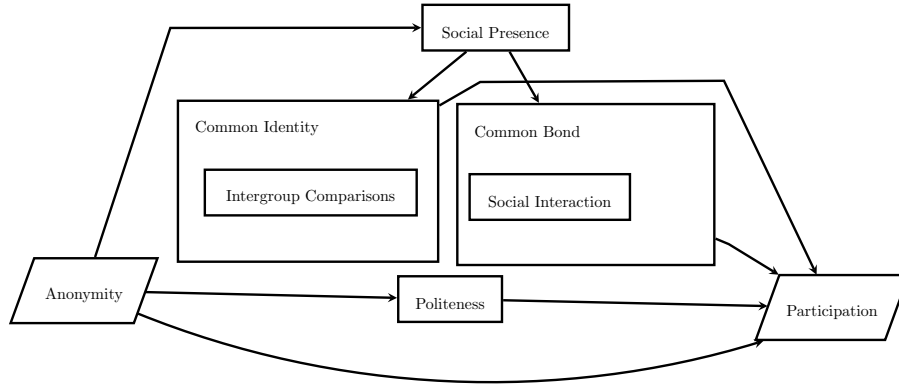 Social Presence
Common Identity
Common Bond
Intergroup Comparisons
Social Interaction
Anonymity
Politeness
Participation